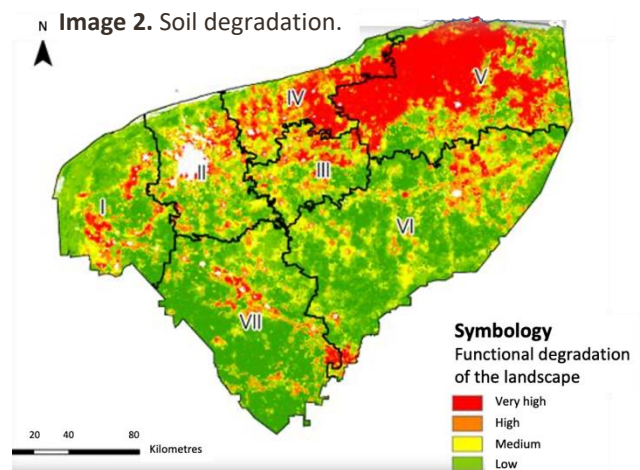 Image 2. Soil degradation.
N
V
IV
III
II
I
VI
VII
Symbology
Functional degradation
of the landscape
Very high
High
Medium
Low
20 40 80 Kilometres